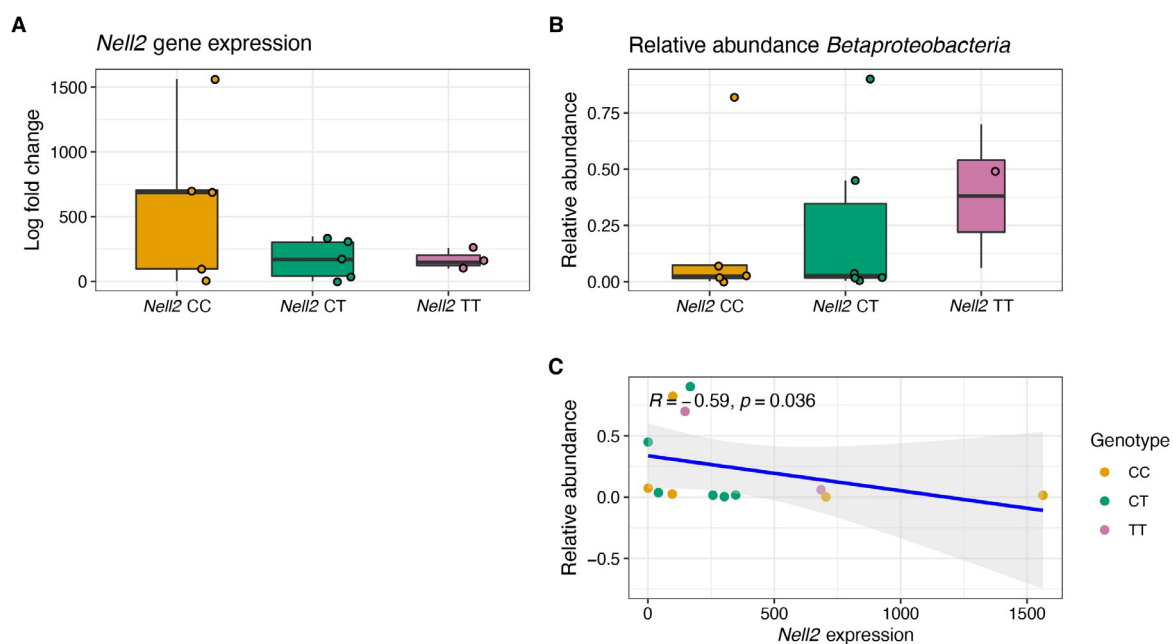 A
Nell2 gene expression
Log fold change
1500
1000
500
0
Nell2 CC
Nell2 CT
Nell2 TT
B
Relative abundance Betaproteobacteria
Relative abundance
0.75
0.50
0.25
0.00
Nell2 CC
Nell2 CT
Nell2 TT
C
R = −0.59, p = 0.036
Relative abundance
0.5
0.0
−0.5
0
500
1000
1500
Nell2 expression
Genotype
CC
CT
TT